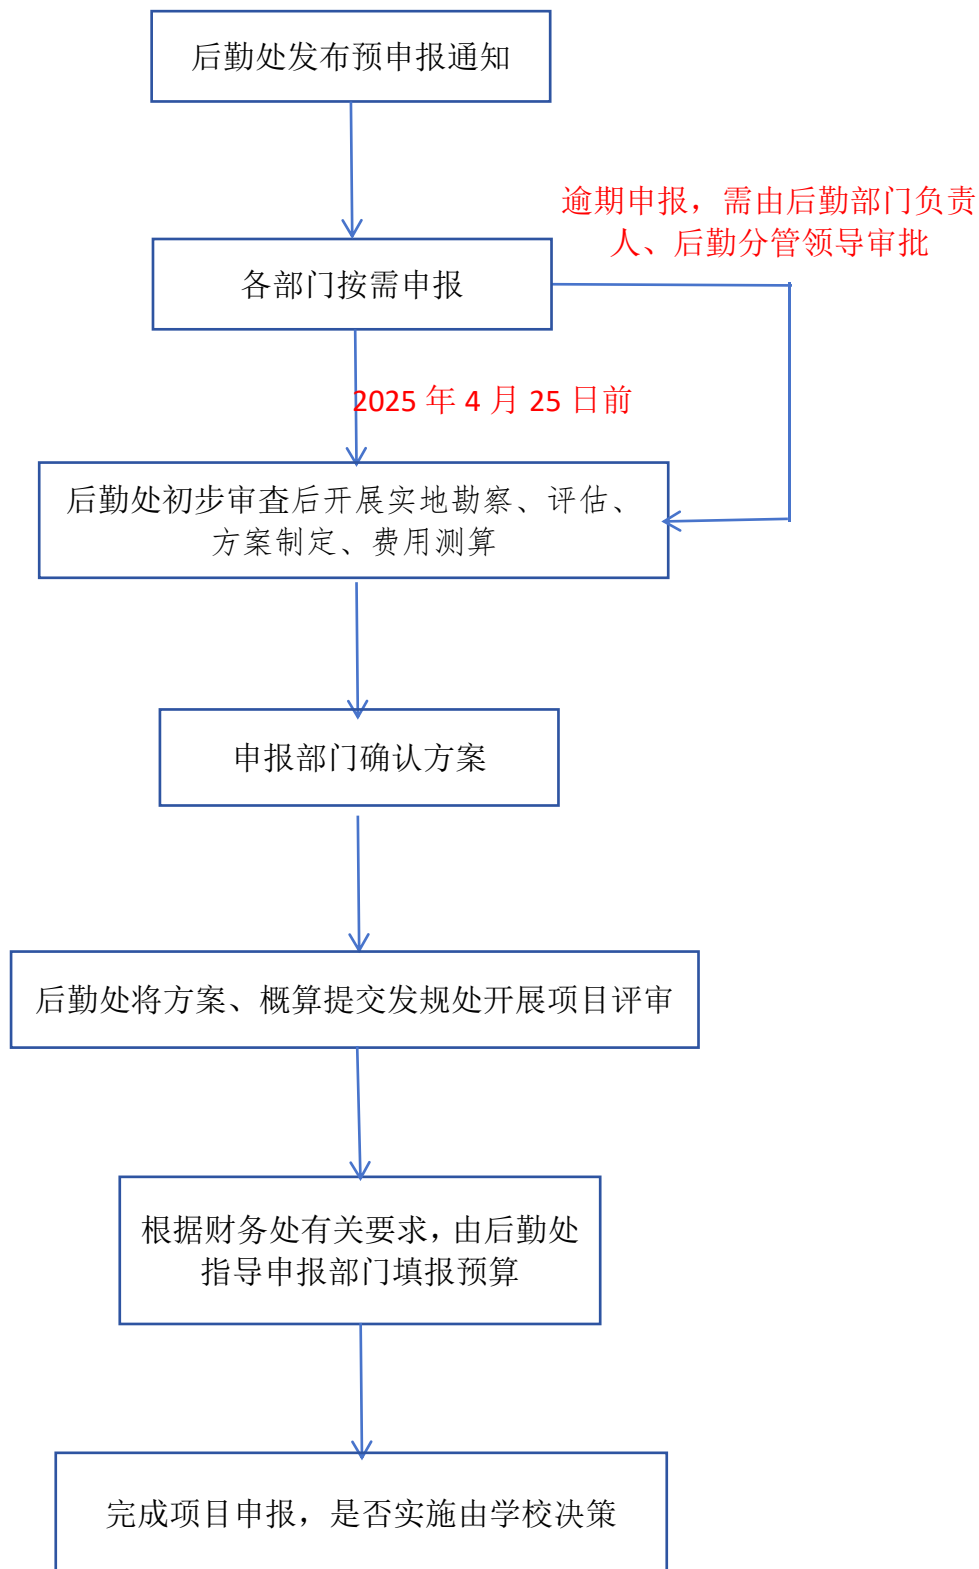 后勤处发布预申报通知
逾期申报，需由后勤部门负责
人、后勤分管领导审批
各部门按需申报
2025 年 4 月 25 日前
后勤处初步审查后开展实地勘察、评估、
方案制定、费用测算
申报部门确认方案
后勤处将方案、概算提交发规处开展项目评审
根据财务处有关要求，由后勤处
指导申报部门填报预算
完成项目申报，是否实施由学校决策